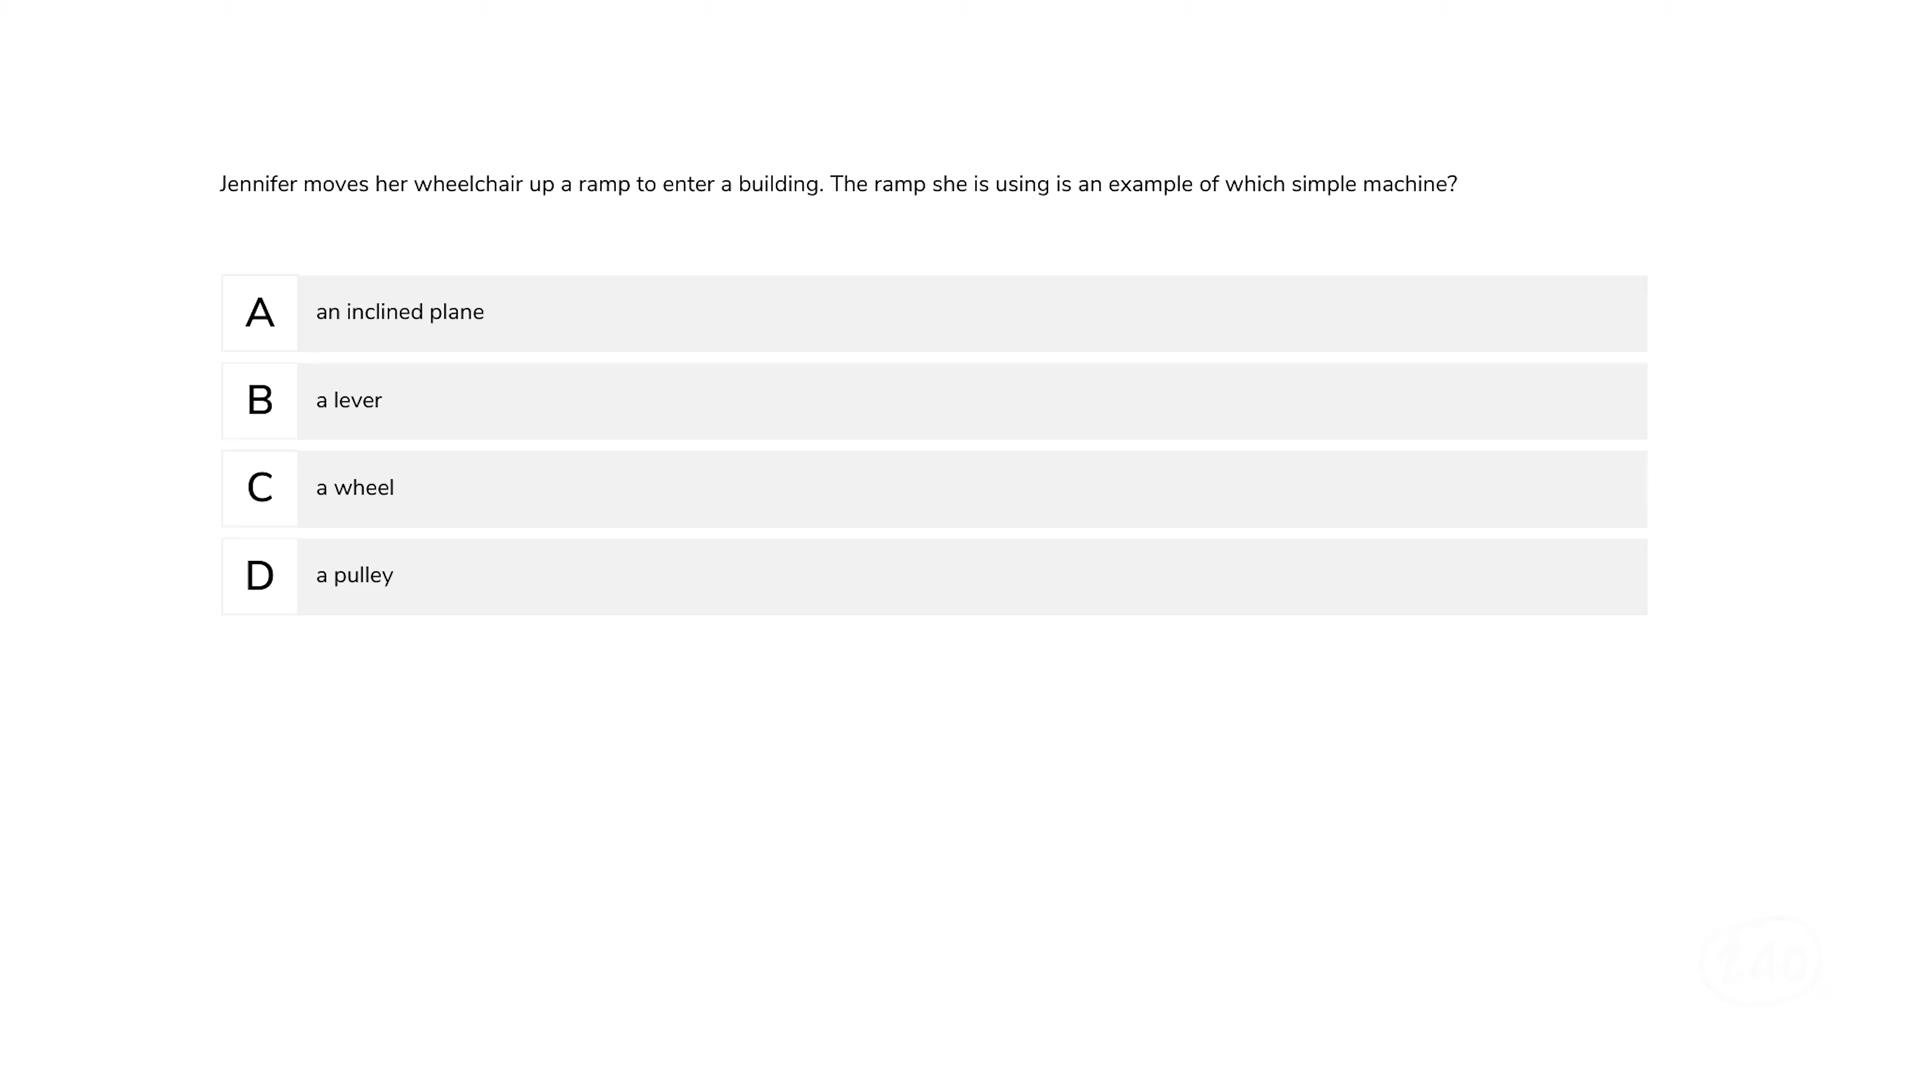 Jennifer moves her wheelchair up a ramp to enter a building. The ramp she is using is an example of which simple machine?
A an inclined plane
B a lever
C a wheel
D a pulley
240